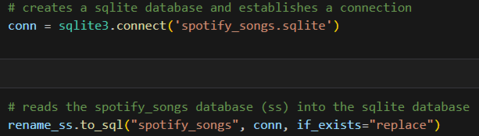 # creates a sqlite database and establishes a connection
conn = sqlite3.connect('spotify_songs.sqlite')
# reads the spotify_songs database (ss) into the sqlite database
rename_ss.to_sql("spotify_songs", conn, if_exists="replace")